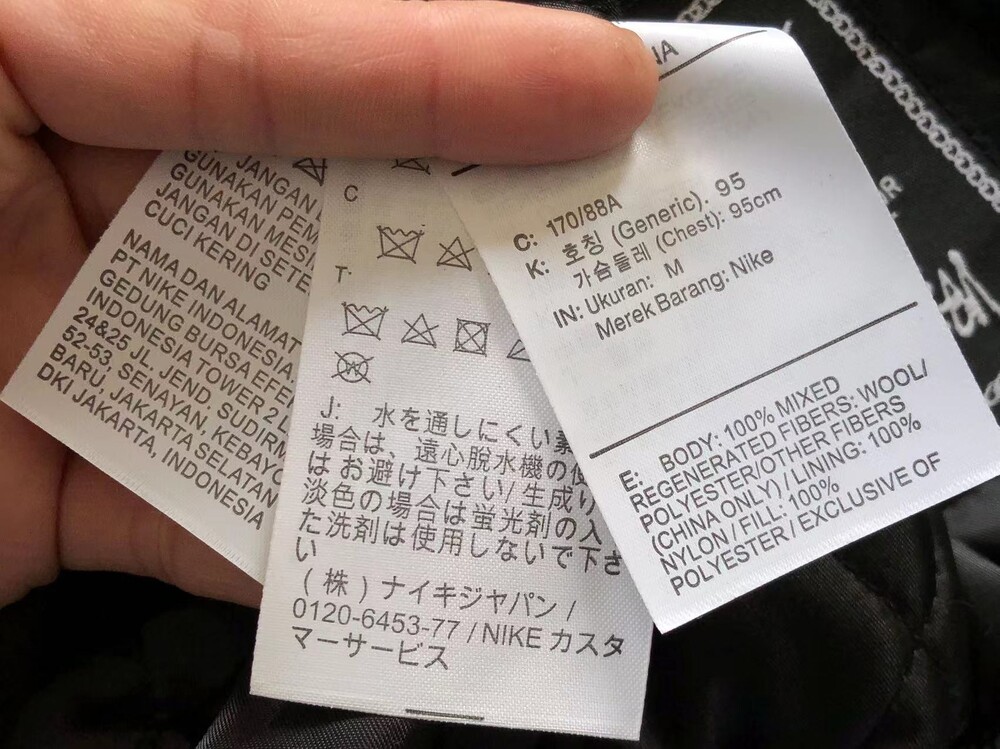 JANGAN
GUNAKAN PEM
GUNAKAN MES
JANGAN DI SETE
CUCI KERING
NAMA DAN ALAMAT
PT NIKE INDONESIA
GEDUNG BURSA EFE
INDONESIA TOWER 2
24&25 JL. JEND SUDIRM
52-53, SENAYAN, KEBAYO
BARU, JAKARTA SELATAN
DKI JAKARTA, INDONESIA
C
T:
W
J: 水を通しにくい素
場合は、遠心脱水機の使
はお避け下さい/生成り
淡色の場合は蛍光剤の入
た洗剤は使用しないで下さ
い
(株)ナイキジャパン/
0120-6453-77/NIKE カスタ
マーサービス
NA
C: 170/88A
K: 호칭 (Generic). 95
가슴둘레 (Chest): 95cm
IN: Ukuran: M
Merek Barang: Nike
E: BODY: 100% MIXED
REGENERATED FIBERS: WOOL/
POLYESTER/OTHER FIBERS
(CHINA ONLY) / LINING: 100%
NYLON / FILL: 100%
POLYESTER / EXCLUSIVE OF